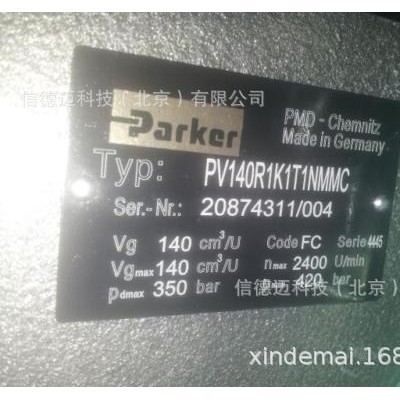 信德迈科技（北京）有限公司
Parker
PMD - Chemnitz
Made in Germany
Typ: PV140R1K1T1NMMC
Ser.-Nr.: 20874311/004
Vg 140 cm³/U Code FC Serie 4445
Vgmax 140 cm³/U nmax 2400 U/min
pdmax 350 bar 420 bar
信德迈科技（北京）
xindemai.168